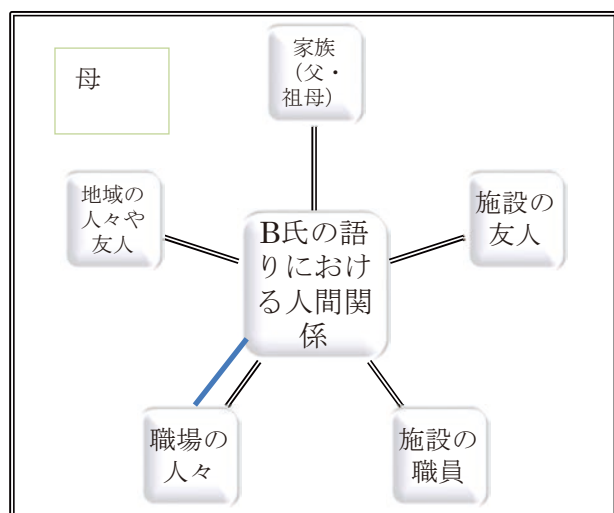 母
家族
(父・
祖母)
地域の
人々や
友人
施設の
友人
B氏の語
りにおけ
る人間関
係
職場の
人々
施設の
職員